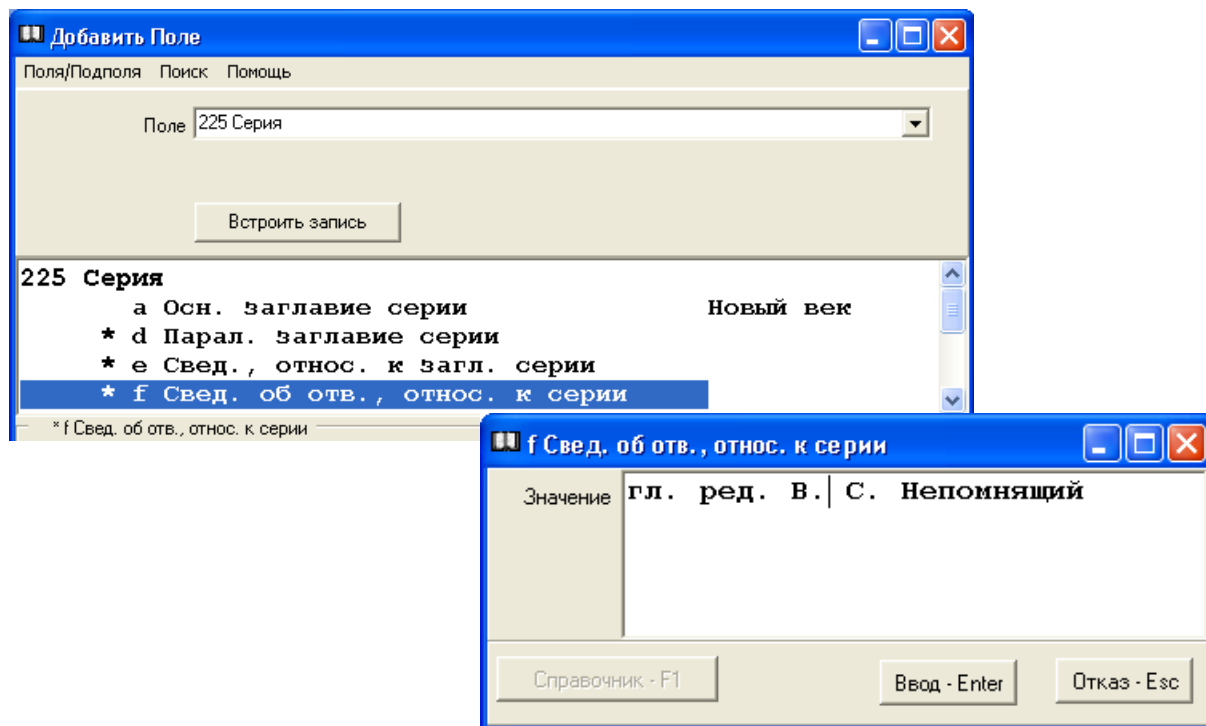 Добавить Поле
Поля/Подполя Поиск Помощь
Поле 225 Серия
Встроить запись
225 Серия
a Осн. заглавие серии Новый век
* d Парал. заглавие серии
* e Свед., относ. к загл. серии
* f Свед. об отв., относ. к серии
* f Свед. об отв., относ. к серии
f Свед. об отв., относ. к серии
Значение гл. ред. В. С. Непомнящий
Справочник - F1 Ввод - Enter Отказ - Esc